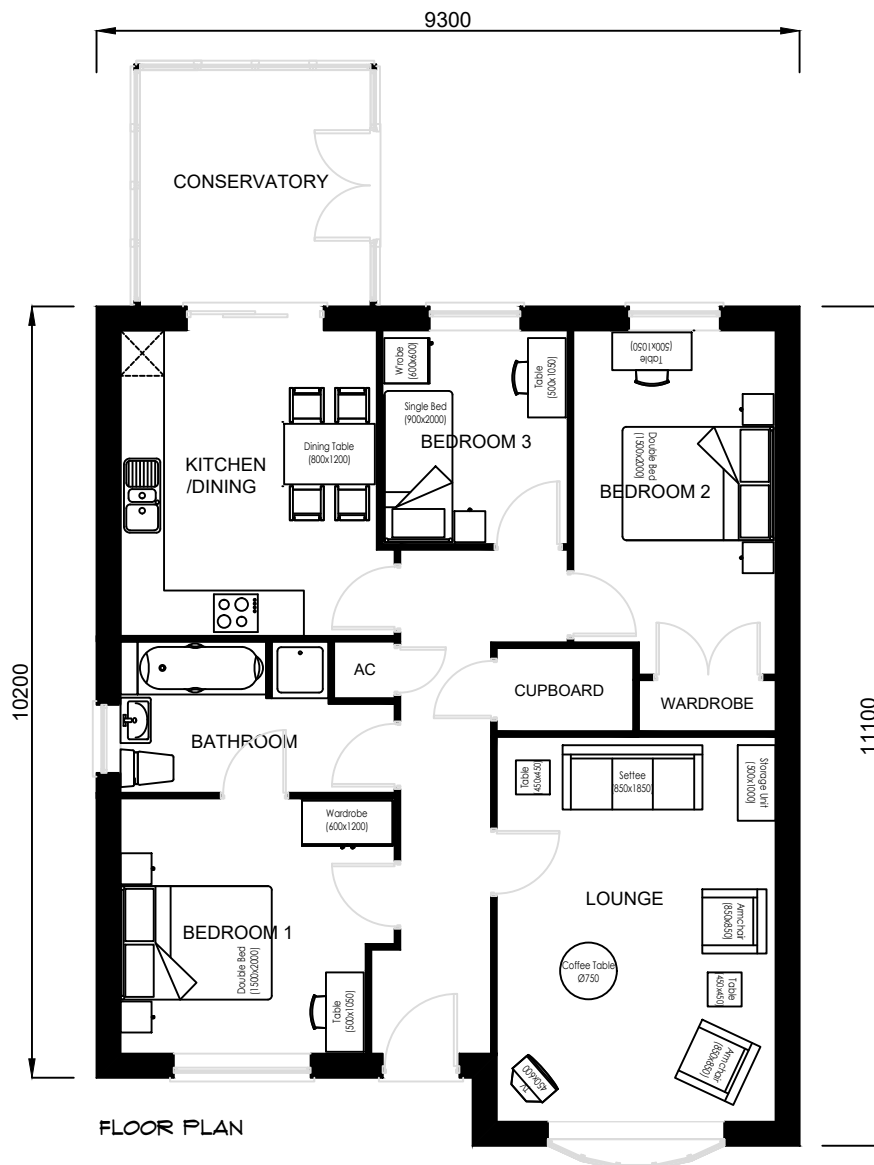 9300
CONSERVATORY
W'robe
(600x600)
Table
(500x1050)
Table
(500x1050)
Single Bed
(900x2000)
BEDROOM 3
Dining Table
(800x1200)
KITCHEN
/DINING
Double Bed
(1500x2000)
BEDROOM 2
10200
11100
AC
CUPBOARD
WARDROBE
BATHROOM
Table
(450x450)
Settee
(850x1850)
Storage Unit
(500x1000)
Wardrobe
(600x1200)
LOUNGE
BEDROOM 1
Double Bed
(1500x2000)
Armchair
(850x850)
Coffee Table
Ø750
Table
(450x450)
Table
(500x1050)
Armchair
(850x850)
TV
450x600
FLOOR PLAN